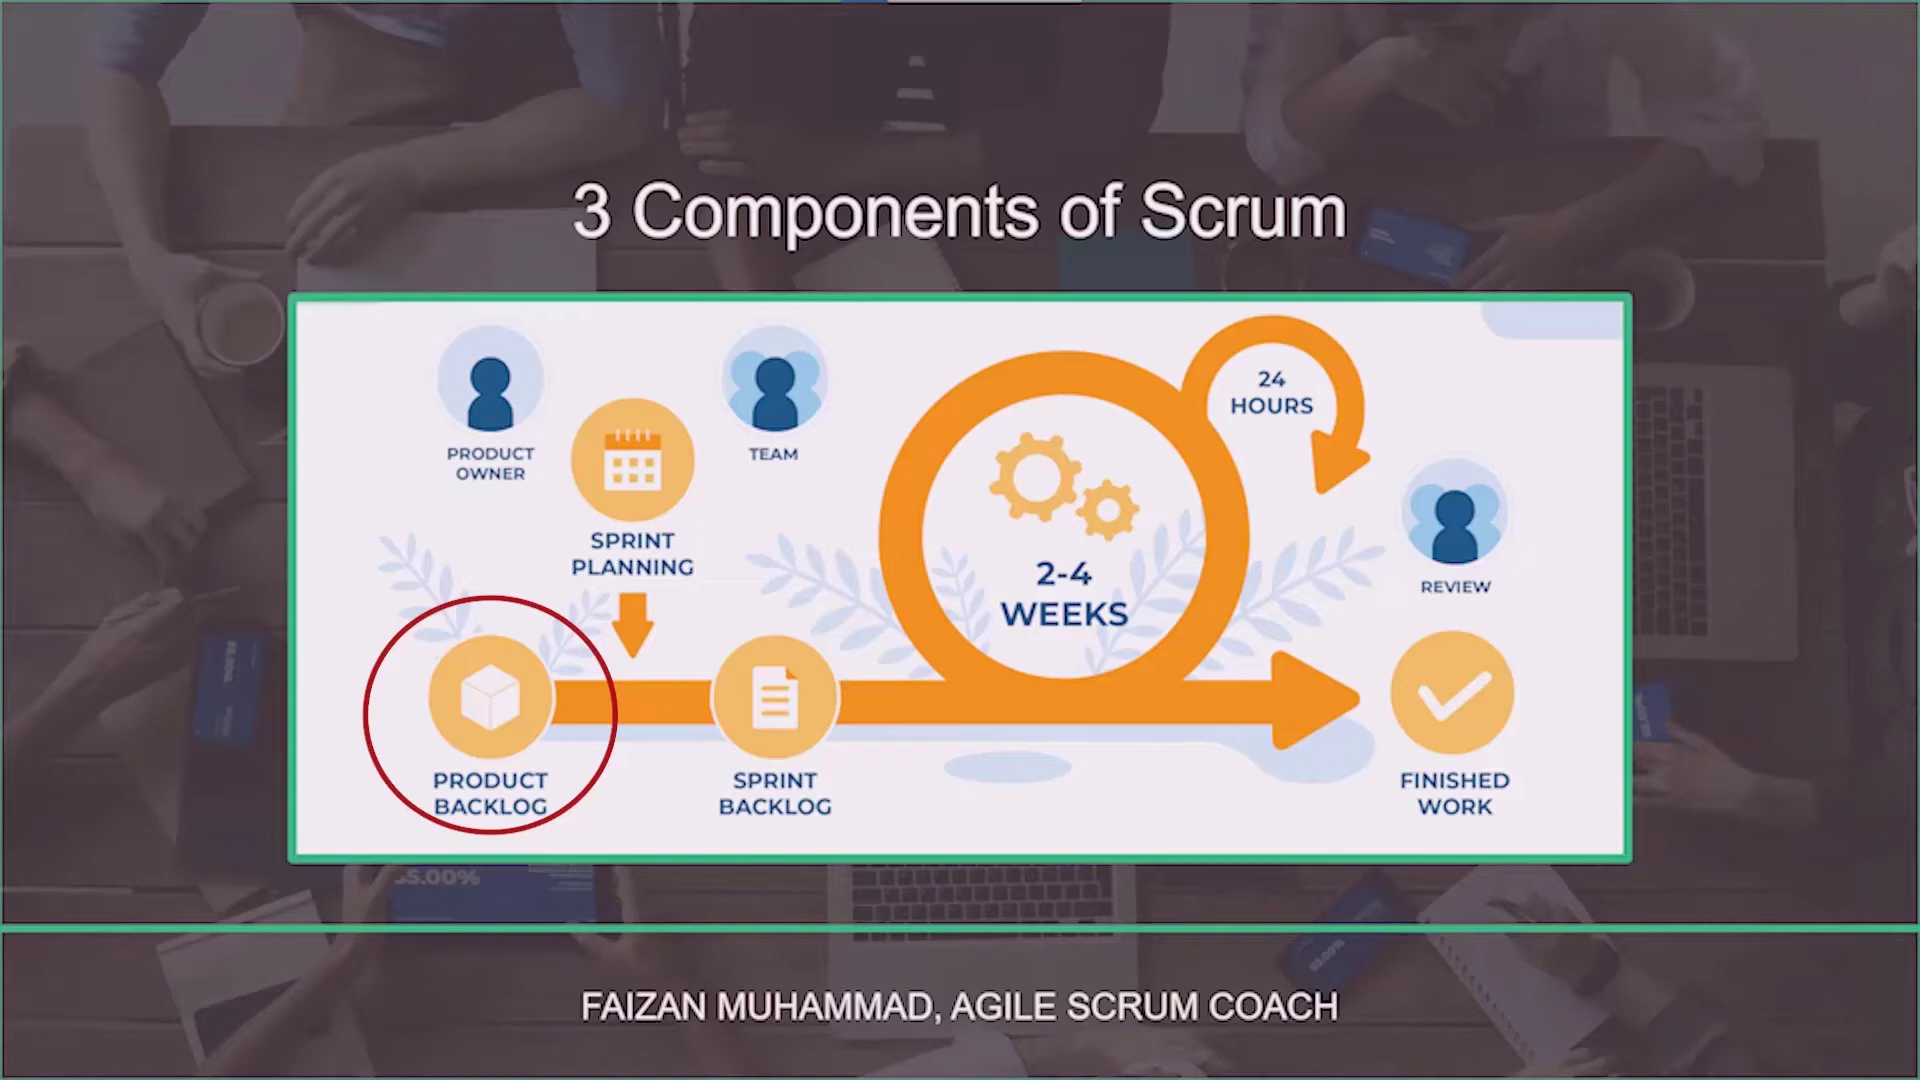 3 Components of Scrum
PRODUCT
OWNER
TEAM
SPRINT
PLANNING
24
HOURS
2-4
WEEKS
REVIEW
PRODUCT
BACKLOG
SPRINT
BACKLOG
FINISHED
WORK
FAIZAN MUHAMMAD, AGILE SCRUM COACH